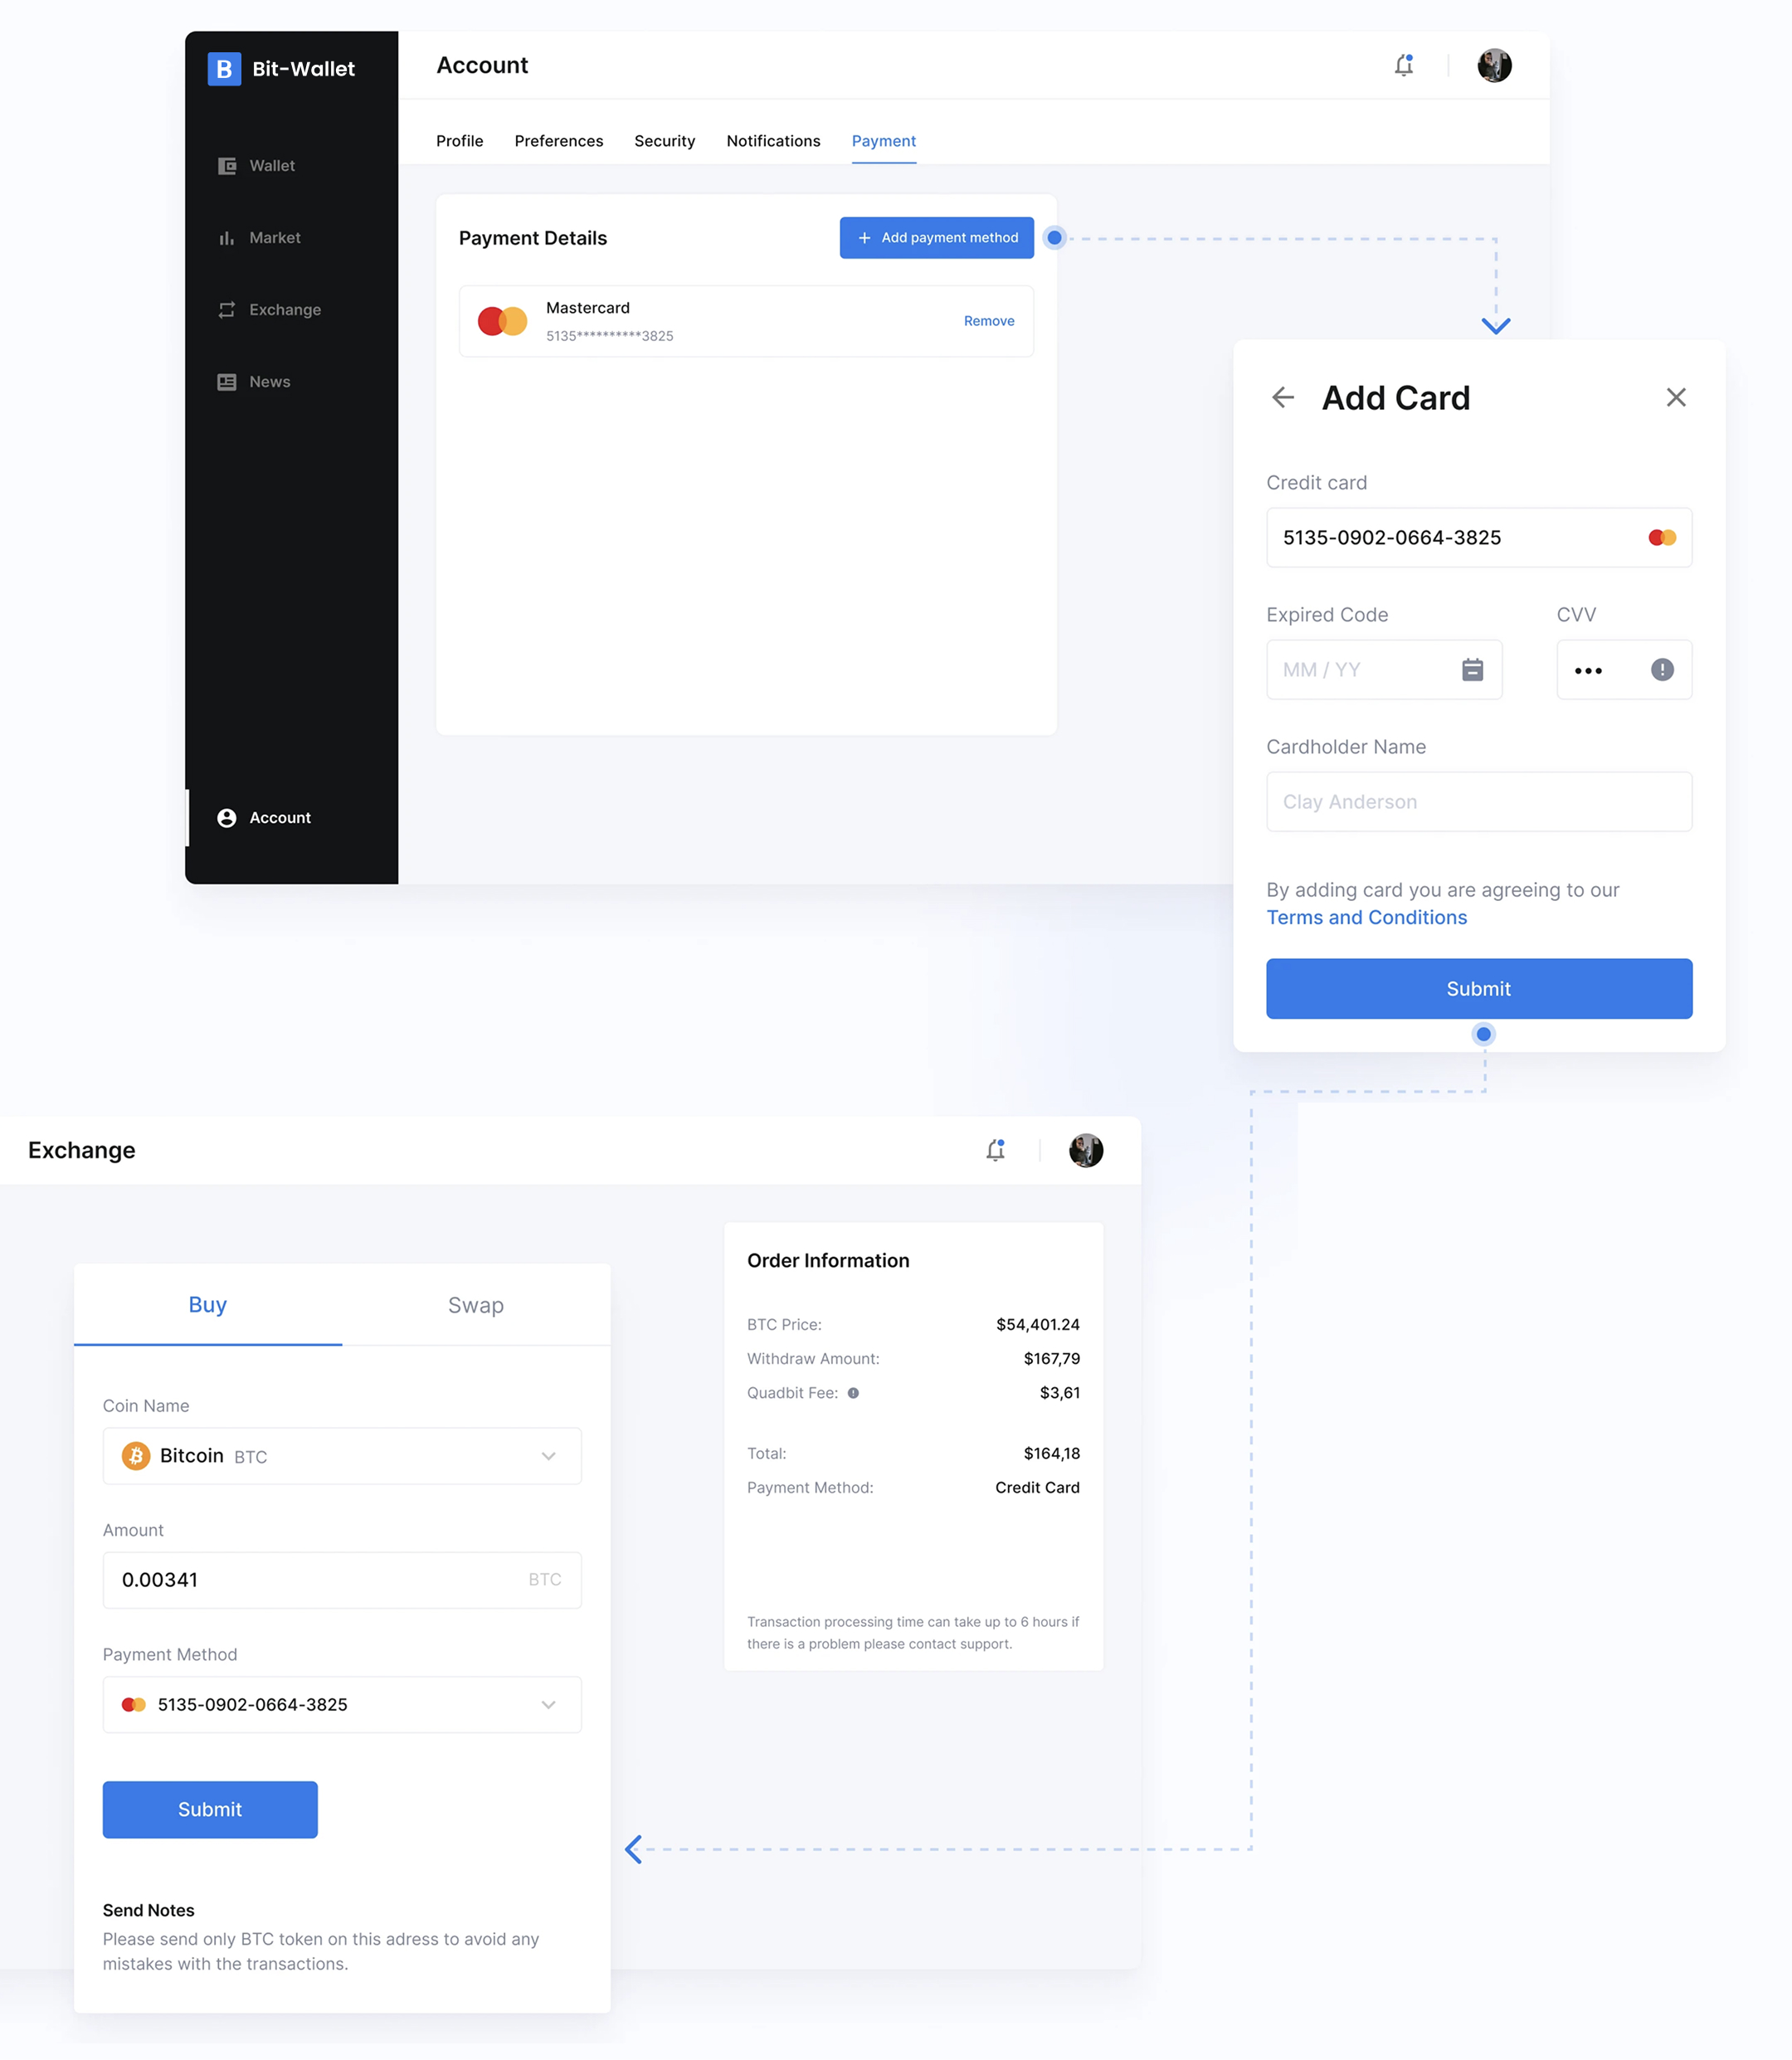 B Bit-Wallet
Wallet
Market
Exchange
News
Account
Account
Profile Preferences Security Notifications Payment
Payment Details
+ Add payment method
Mastercard
5135**********3825
Remove
Add Card
Credit card
5135-0902-0664-3825
Expired Code CVV
MM / YY •••
Cardholder Name
Clay Anderson
By adding card you are agreeing to our
Terms and Conditions
Submit
Exchange
Buy Swap
Coin Name
Bitcoin BTC
Amount
0.00341 BTC
Payment Method
5135-0902-0664-3825
Submit
Send Notes
Please send only BTC token on this adress to avoid any
mistakes with the transactions.
Order Information
BTC Price: $54,401.24
Withdraw Amount: $167,79
Quadbit Fee: $3,61
Total: $164,18
Payment Method: Credit Card
Transaction processing time can take up to 6 hours if
there is a problem please contact support.